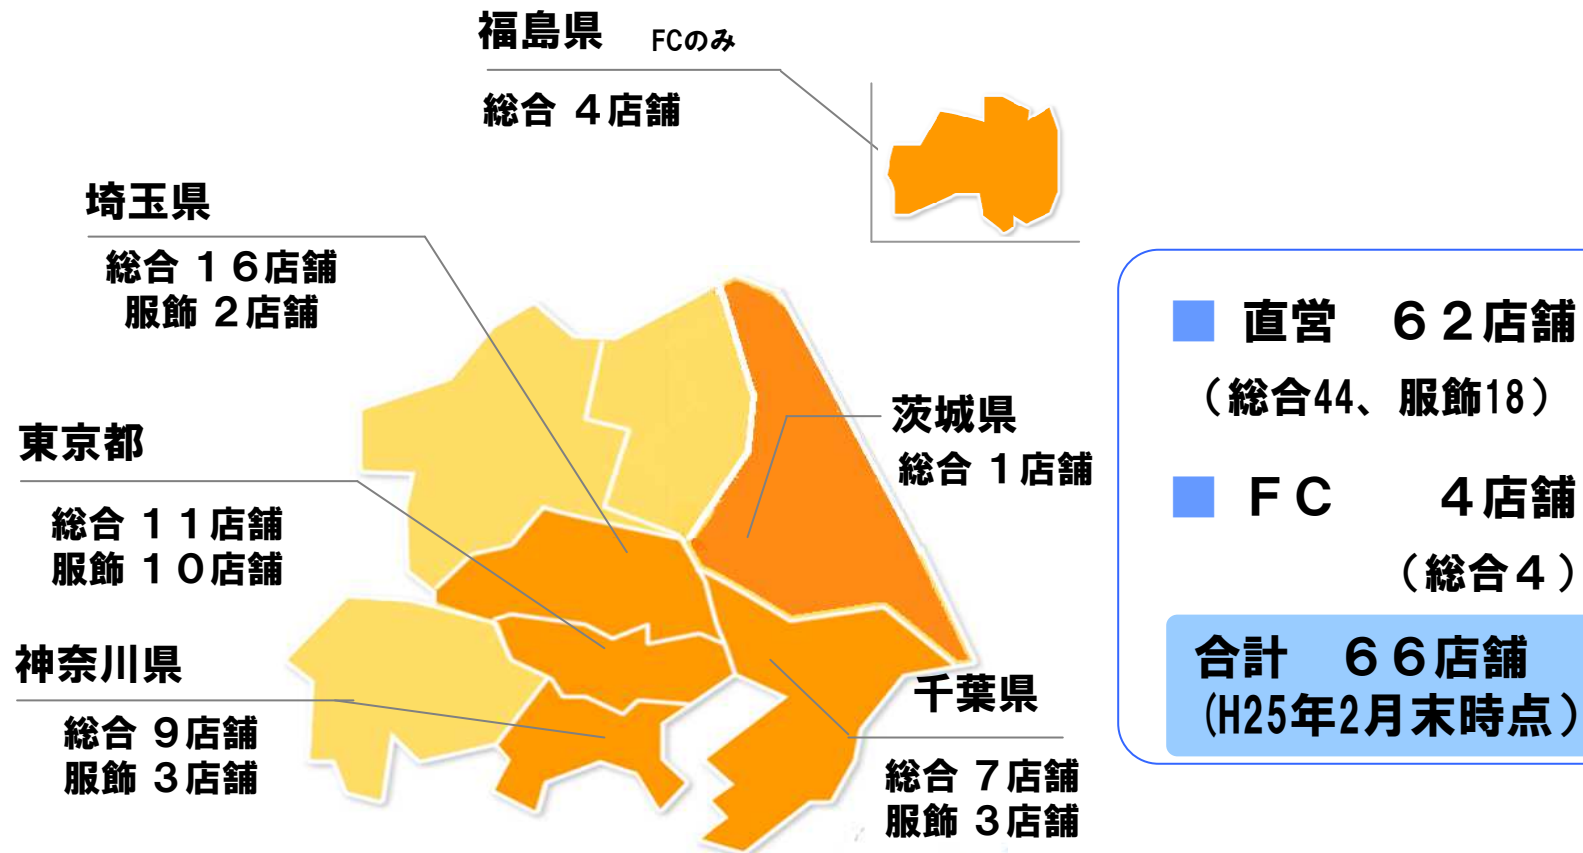 福島県 FCのみ
総合 ４店舗
埼玉県
総合 １６店舗
服飾 ２店舗
東京都
総合 １１店舗
服飾 １０店舗
神奈川県
総合 ９店舗
服飾 ３店舗
茨城県
総合 １店舗
千葉県
総合 ７店舗
服飾 ３店舗
■ 直営　６２店舗
（総合44、服飾18）
■ ＦＣ　　４店舗
（総合４）
合計　６６店舗
(H25年2月末時点）